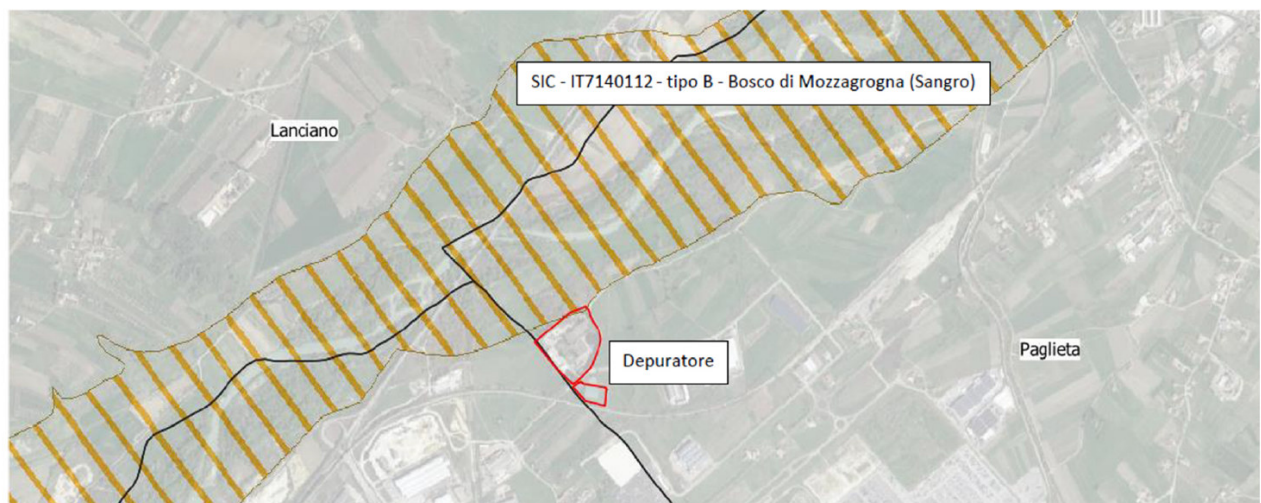 SIC - IT7140112 - tipo B - Bosco di Mozzagrogna (Sangro)
Lanciano
Depuratore
Paglieta